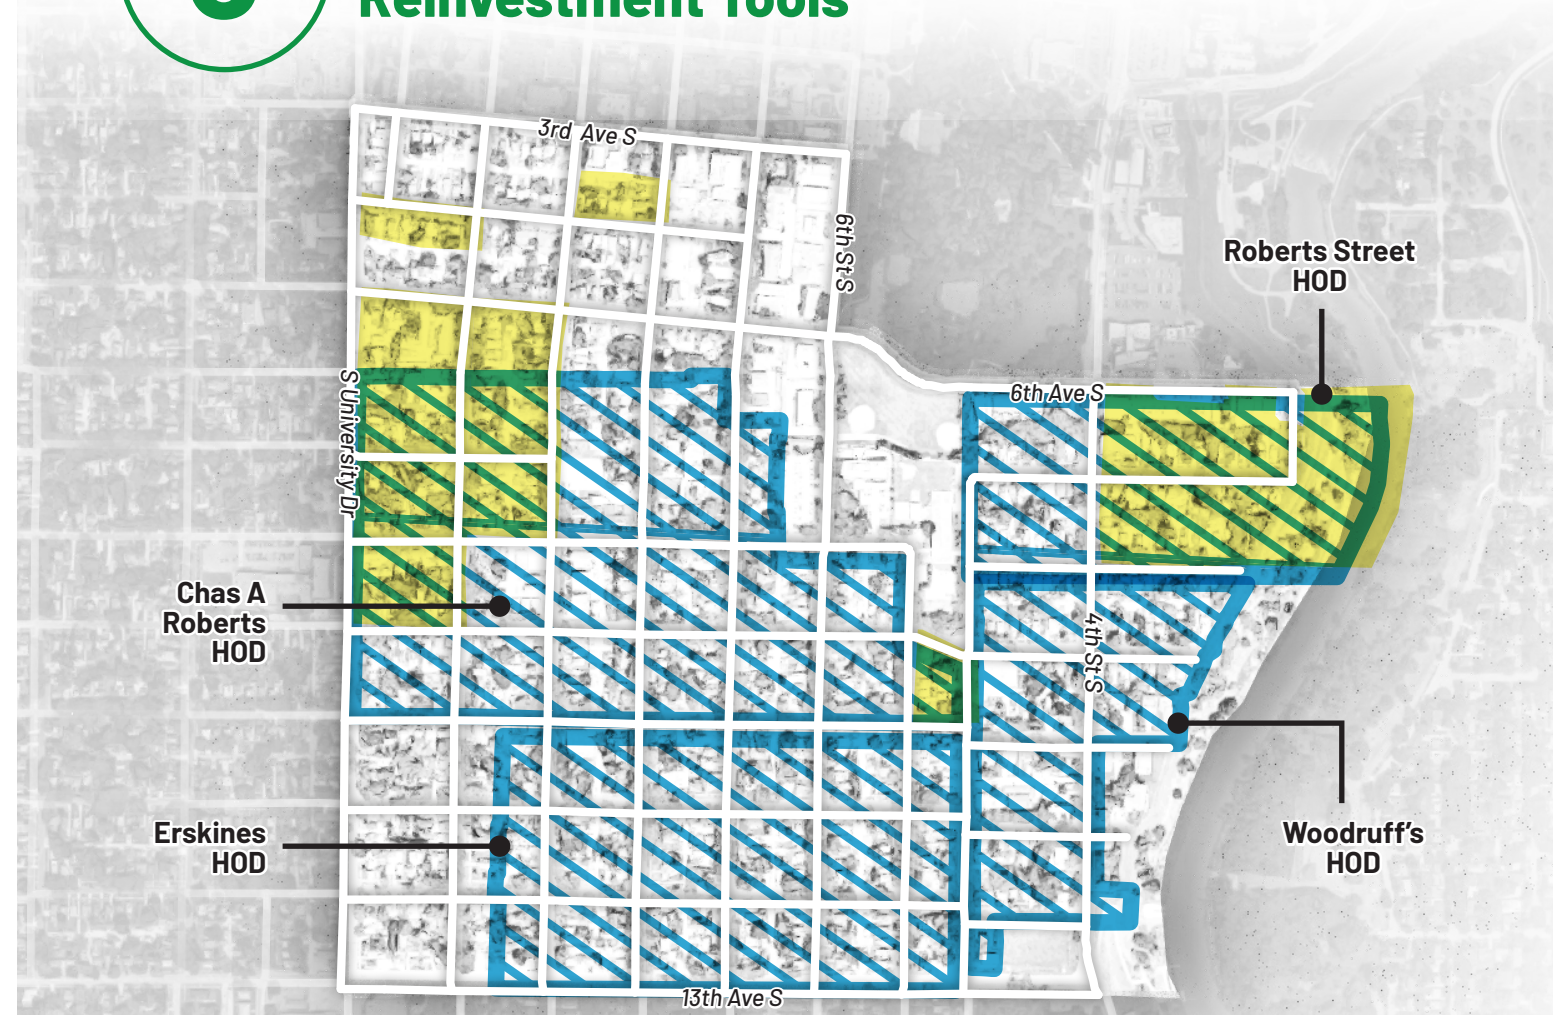 Reinvestment Tools
3rd Ave S
6th St S
Roberts Street
HOD
6th Ave S
S University Dr
Chas A
Roberts
HOD
4th St S
Erskines
HOD
Woodruff's
HOD
13th Ave S